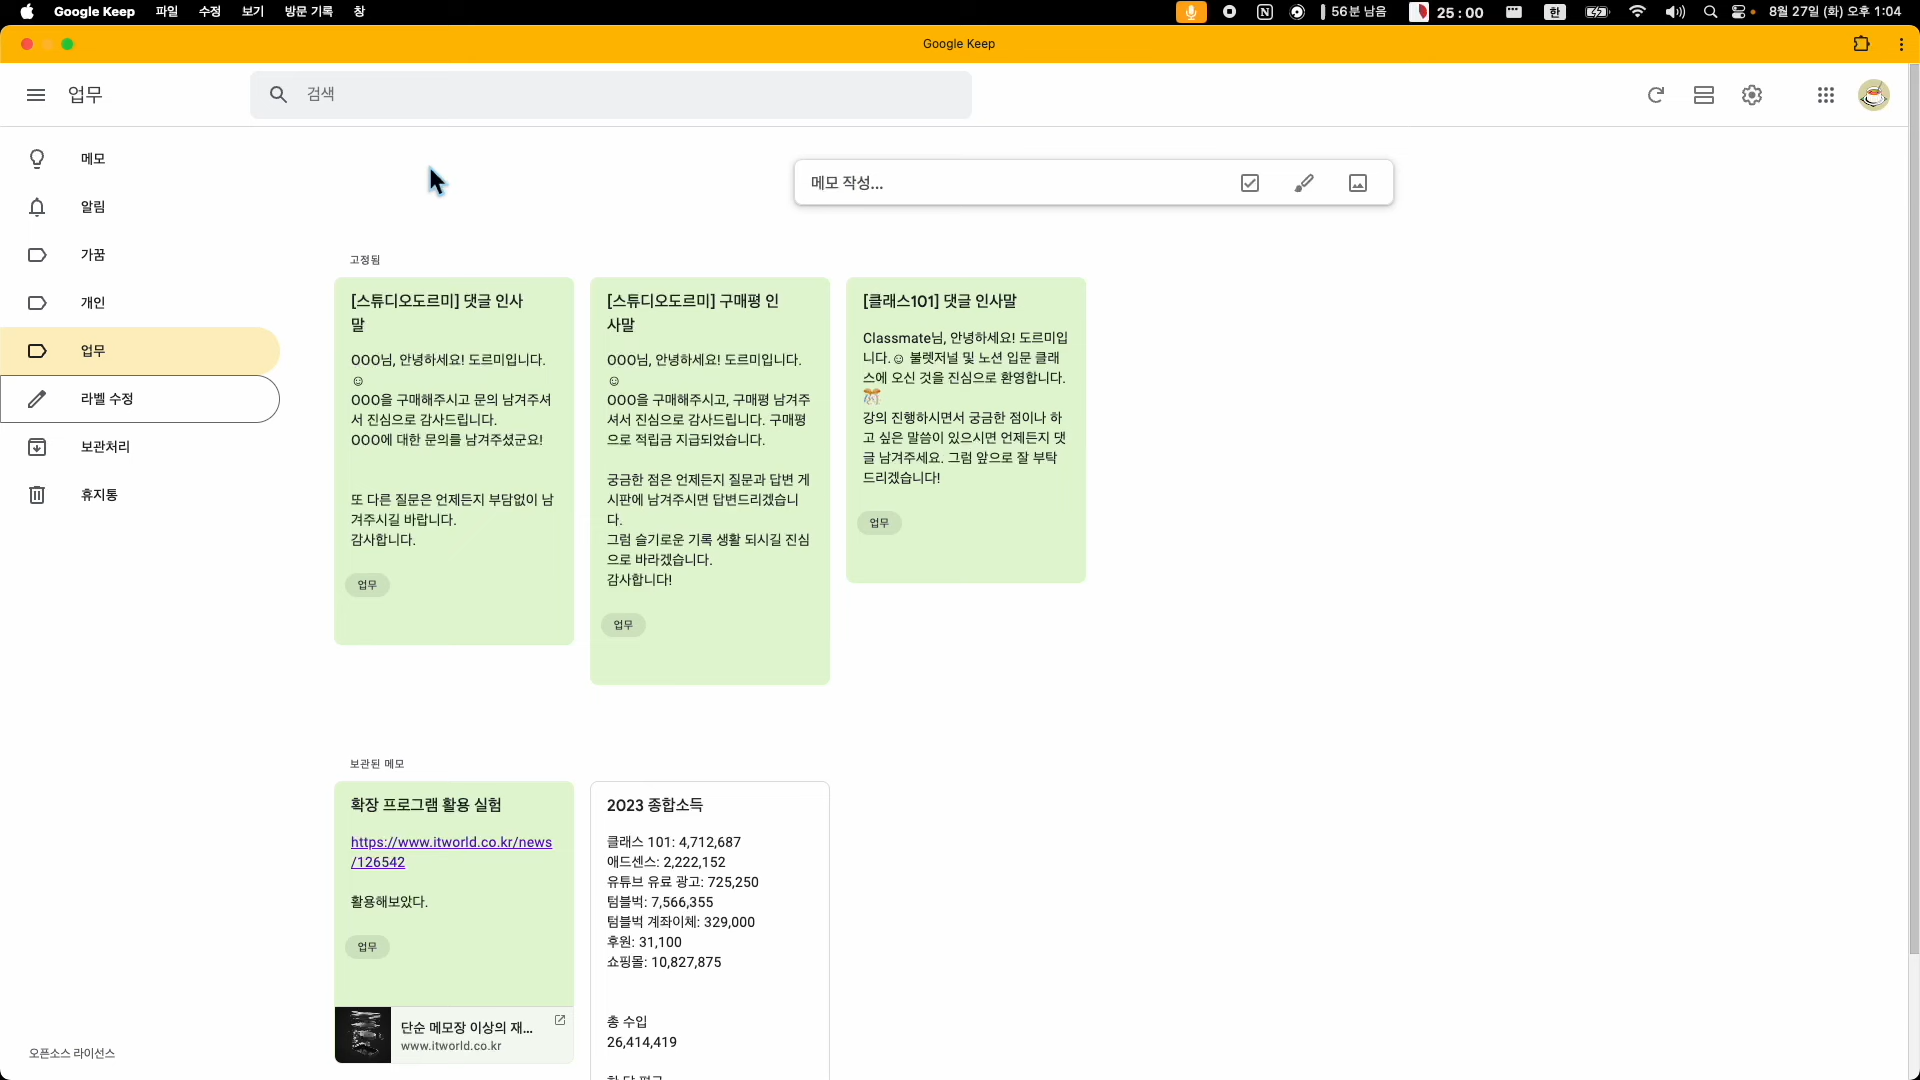 Google Keep 파일 수정 보기 방문 기록 창 56분 남음 25:00 한 8월 27일 (화) 오후 1:04
Google Keep
업무
검색
메모
알림
가꿈
개인
업무
라벨 수정
보관처리
휴지통
오픈소스 라이선스
메모 작성...
고정됨
[스튜디오도르미] 댓글 인사
말
OOO님, 안녕하세요! 도르미입니다.
☺
OOO을 구매해주시고 문의 남겨주셔
서 진심으로 감사드립니다.
OOO에 대한 문의를 남겨주셨군요!
또 다른 질문은 언제든지 부담없이 남
겨주시길 바랍니다.
감사합니다.
업무
[스튜디오도르미] 구매평 인
사말
OOO님, 안녕하세요! 도르미입니다.
☺
OOO을 구매해주시고, 구매평 남겨주
셔서 진심으로 감사드립니다. 구매평
으로 적립금 지급되었습니다.
궁금한 점은 언제든지 질문과 답변 게
시판에 남겨주시면 답변드리겠습니
다.
그럼 슬기로운 기록 생활 되시길 진심
으로 바라겠습니다.
감사합니다!
업무
[클래스101] 댓글 인사말
Classmate님, 안녕하세요! 도르미입
니다.☺ 불렛저널 및 노션 입문 클래
스에 오신 것을 진심으로 환영합니다.
🎊
강의 진행하시면서 궁금한 점이나 하
고 싶은 말씀이 있으시면 언제든지 댓
글 남겨주세요. 그럼 앞으로 잘 부탁
드리겠습니다!
업무
보관된 메모
확장 프로그램 활용 실험
https://www.itworld.co.kr/news
/126542
활용해보았다.
업무
단순 메모장 이상의 재...
www.itworld.co.kr
2023 종합소득
클래스 101: 4,712,687
애드센스: 2,222,152
유튜브 유료 광고: 725,250
텀블벅: 7,566,355
텀블벅 계좌이체: 329,000
후원: 31,100
쇼핑몰: 10,827,875
총 수입
26,414,419